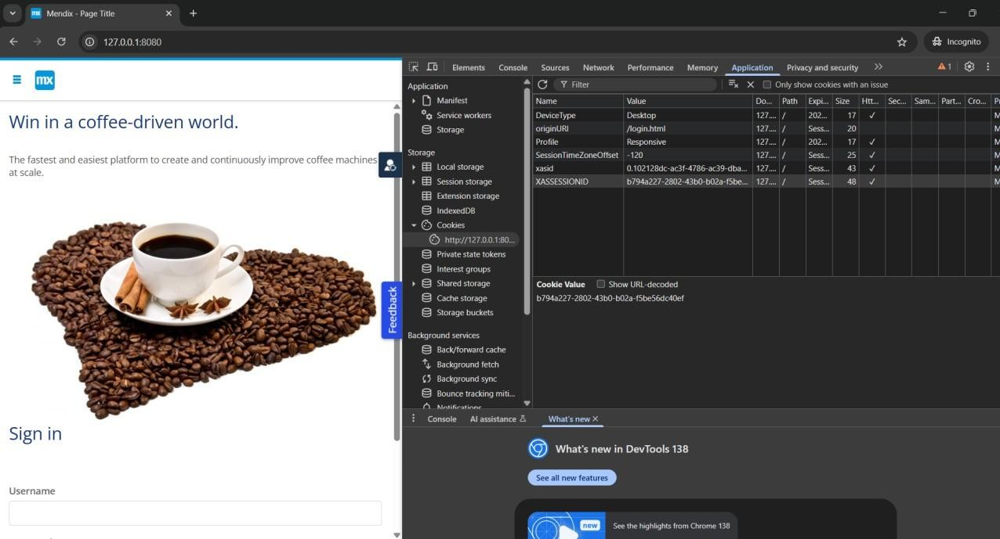 mx Mendix - Page Title
127.0.0.1:8080
Incognito
mx
Win in a coffee-driven world.
The fastest and easiest platform to create and continuously improve coffee machines
at scale.
Feedback
Sign in
Username
Elements Console Sources Network Performance Memory Application Privacy and security 1
Application
Manifest
Service workers
Storage
Storage
Local storage
Session storage
Extension storage
IndexedDB
Cookies
http://127.0.0.1:80...
Private state tokens
Interest groups
Shared storage
Cache storage
Storage buckets
Background services
Back/forward cache
Background fetch
Background sync
Bounce tracking miti...
Notifications
Filter Only show cookies with an issue
Name Value Do... Path Expi... Size Htt... Sec... Sam... Part... Cro... P
DeviceType Desktop 127.... / 202... 17 ✓ M
originURI /login.html 127.... / Sess... 20 M
Profile Responsive 127.... / 202... 17 ✓ M
SessionTimeZoneOffset -120 127.... / Sess... 25 ✓ M
xasid 0.102128dc-ac3f-4786-ac39-dba... 127.... / Sess... 43 ✓ M
XASSESSIONID b794a227-2802-43b0-b02a-f5be... 127.... / Sess... 48 ✓ M
Cookie Value Show URL-decoded
b794a227-2802-43b0-b02a-f5be56dc40ef
Console AI assistance What's new
What's new in DevTools 138
See all new features
new
See the highlights from Chrome 138